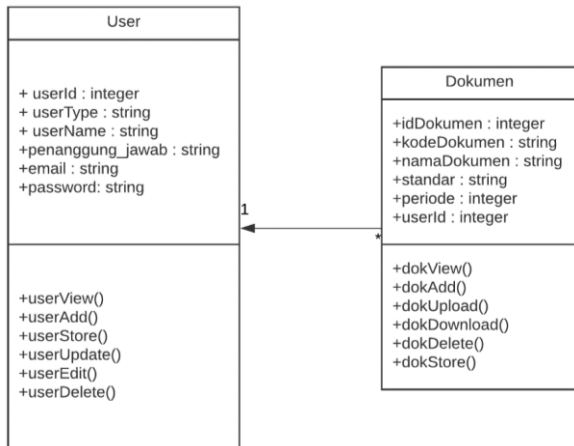 User
+ userId : integer
+ userType : string
+ userName : string
+penanggung_jawab : string
+email : string
+password: string
+userView()
+userAdd()
+userStore()
+userUpdate()
+userEdit()
+userDelete()
1
*
Dokumen
+idDokumen : integer
+kodeDokumen : string
+namaDokumen : string
+standar : string
+periode : integer
+userId : integer
+dokView()
+dokAdd()
+dokUpload()
+dokDownload()
+dokDelete()
+dokStore()